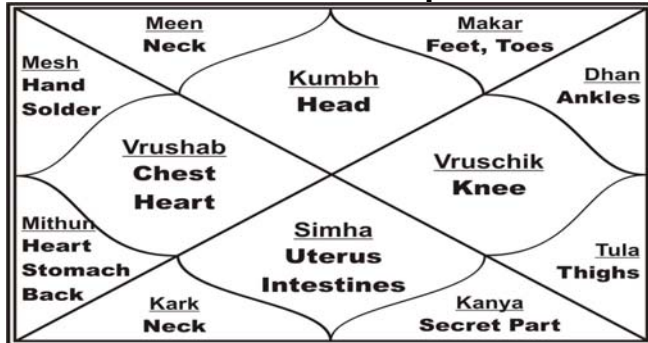 Meen
Neck
Makar
Feet, Toes
Mesh
Hand
Solder
Kumbh
Head
Dhan
Ankles
Vrushab
Chest
Heart
Vruschik
Knee
Mithun
Heart
Stomach
Back
Simha
Uterus
Intestines
Tula
Thighs
Kark
Neck
Kanya
Secret Part